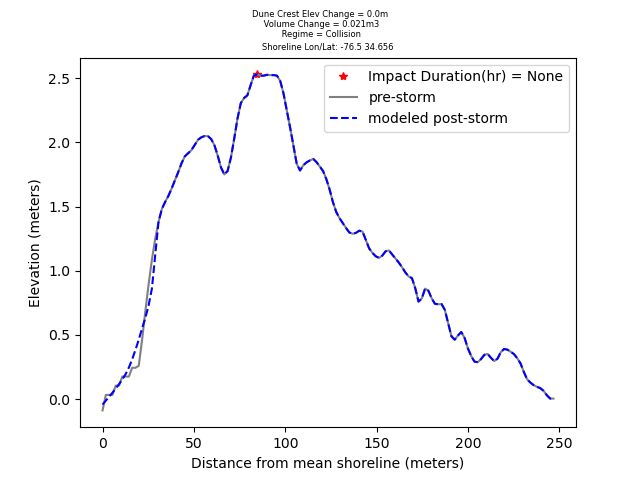 Dune Crest Elev Change = 0.0m
Volume Change = 0.021m3
Regime = Collision
Shoreline Lon/Lat: -76.5 34.656
Impact Duration(hr) = None
pre-storm
modeled post-storm
2.5
2.0
1.5
1.0
0.5
0.0
Elevation (meters)
0 50 100 150 200 250
Distance from mean shoreline (meters)